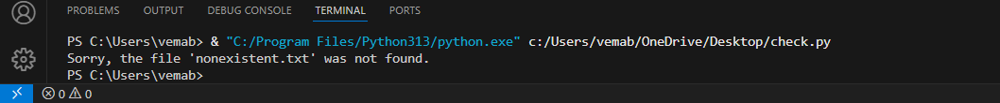 PROBLEMS OUTPUT DEBUG CONSOLE TERMINAL PORTS
PS C:\Users\vemab> & "C:/Program Files/Python313/python.exe" c:/Users/vemab/OneDrive/Desktop/check.py
Sorry, the file 'nonexistent.txt' was not found.
PS C:\Users\vemab>
0 0